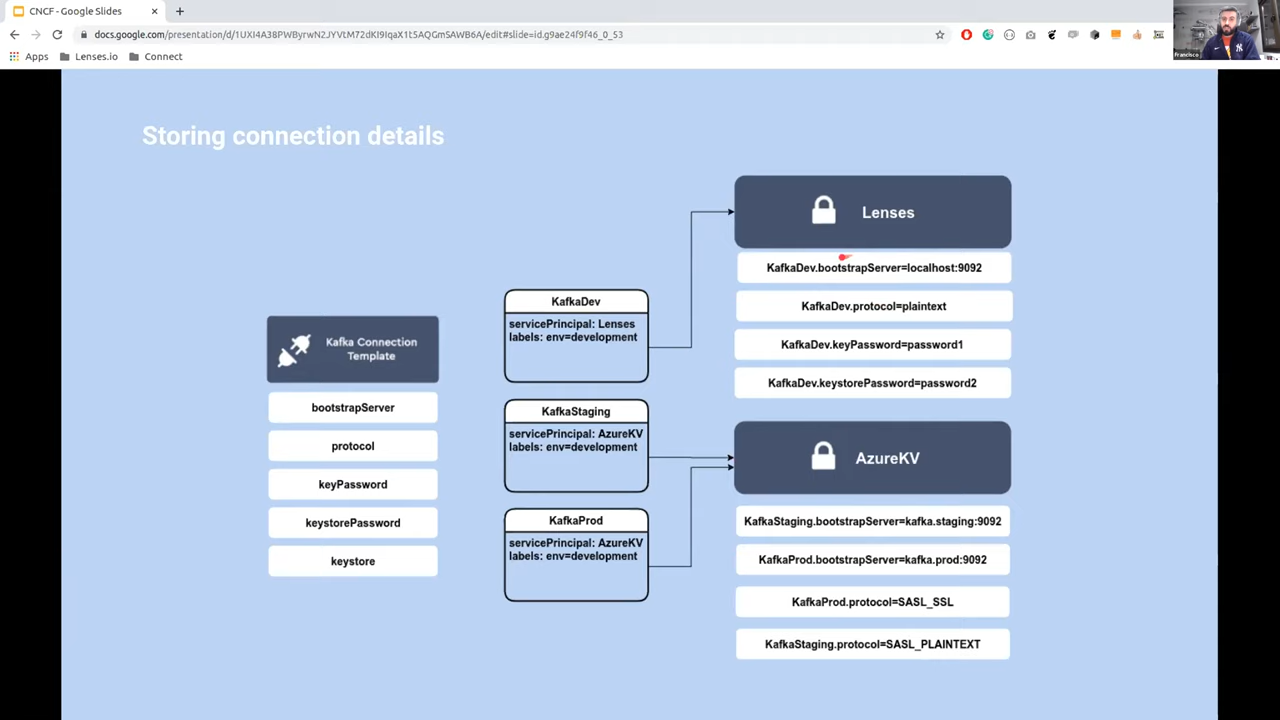 CNCF - Google Slides
docs.google.com/presentation/d/1UXI4A38PWByrwN2JYVtM72dKI9IqaX1tSAQGmSAWB6A/edit#slide=id.g9ae24f9f46_0_53
Apps
Lenses.io
Connect
Francisco
Storing connection details
Kafka Connection
Template
bootstrapServer
protocol
keyPassword
keystorePassword
keystore
KafkaDev
servicePrincipal: Lenses
labels: env=development
KafkaStaging
servicePrincipal: AzureKV
labels: env=development
KafkaProd
servicePrincipal: AzureKV
labels: env=development
Lenses
KafkaDev.bootstrapServer=localhost:9092
KafkaDev.protocol=plaintext
KafkaDev.keyPassword=password1
KafkaDev.keystorePassword=password2
AzureKV
KafkaStaging.bootstrapServer=kafka.staging:9092
KafkaProd.bootstrapServer=kafka.prod:9092
KafkaProd.protocol=SASL_SSL
KafkaStaging.protocol=SASL_PLAINTEXT